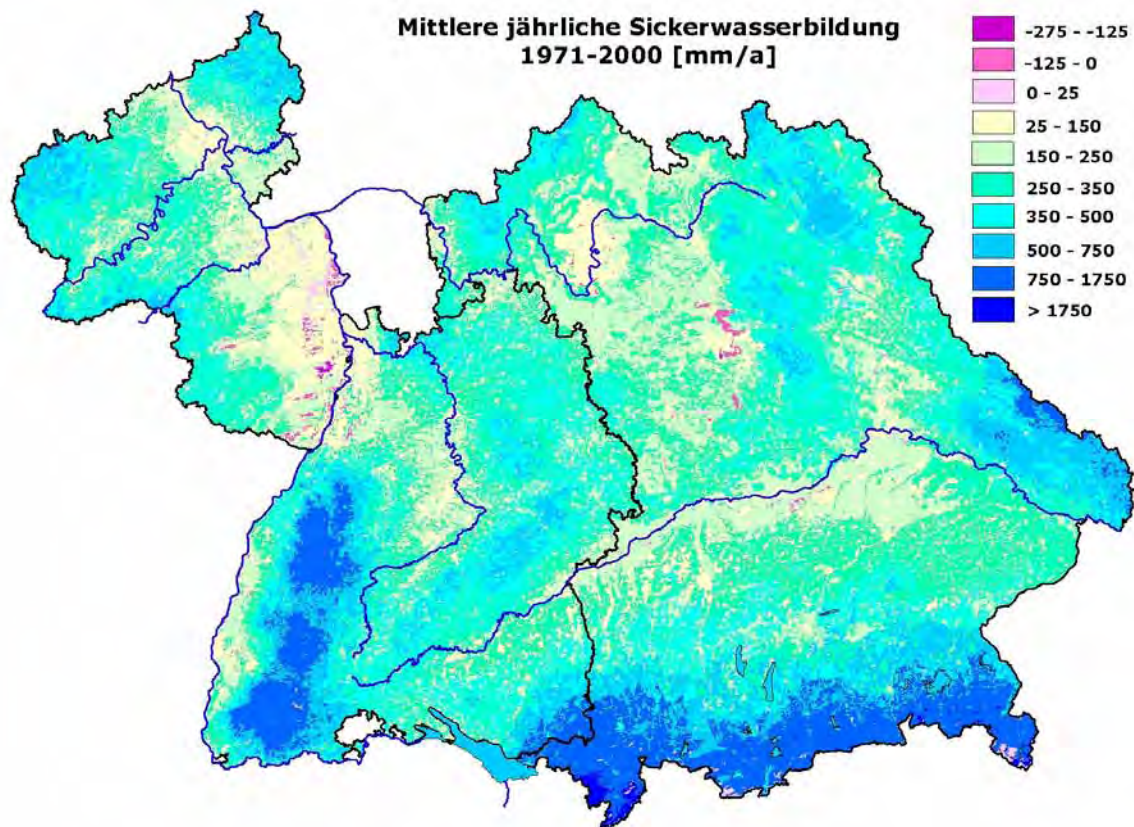 Mittlere jährliche Sickerwasserbildung
1971-2000 [mm/a]
-275 - -125
-125 - 0
0 - 25
25 - 150
150 - 250
250 - 350
350 - 500
500 - 750
750 - 1750
> 1750